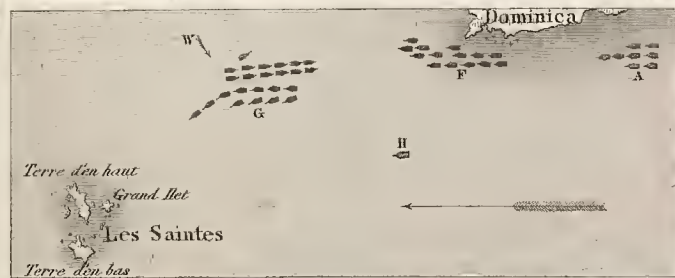 Dominica
W
F
A
G
H
Terre d'en haut
Grand Ilet
Les Saintes
Terre d'en bas